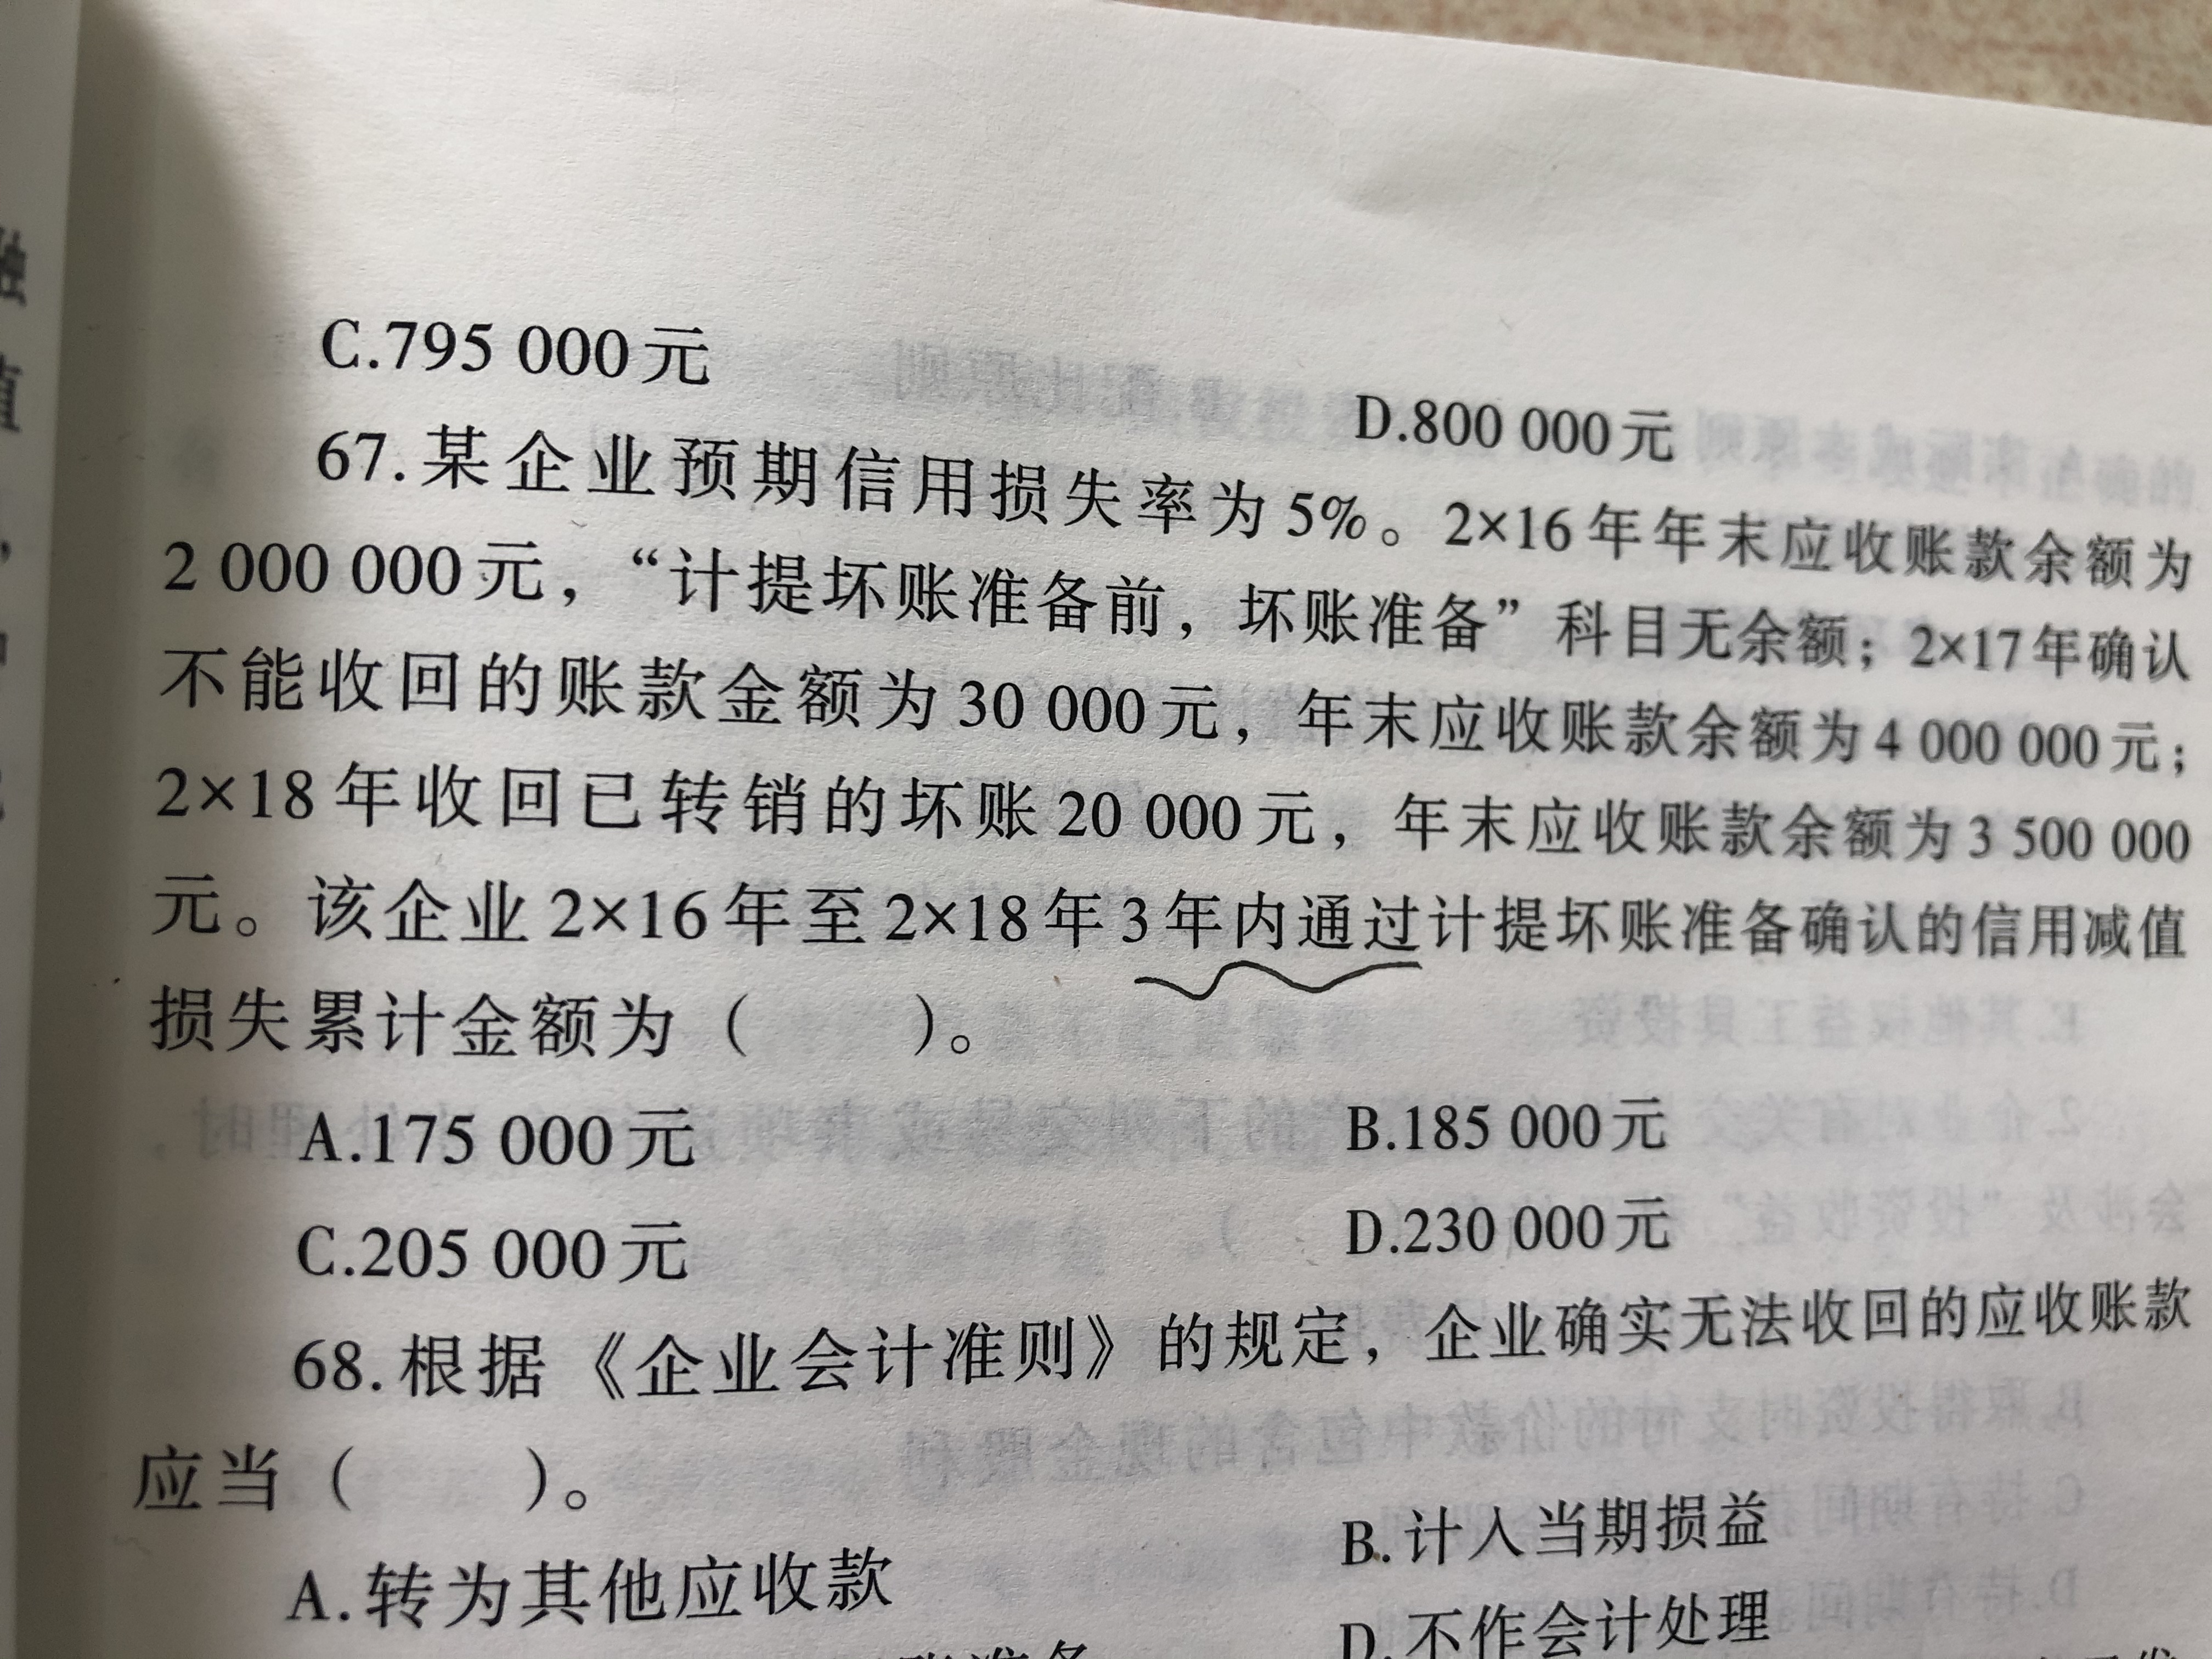 C.795 000元
D.800 000元
67.某企业预期信用损失率为5%。2×16年年末应收账款余额为
2 000 000元，“计提坏账准备前，坏账准备”科目无余额；2×17年确认
不能收回的账款金额为30 000元，年末应收账款余额为4 000 000元；
2×18年收回已转销的坏账20 000元，年末应收账款余额为3 500 000
元。该企业2×16年至2×18年3年内通过计提坏账准备确认的信用减值
损失累计金额为（　　）。
A.175 000元
B.185 000元
C.205 000元
D.230 000元
68.根据《企业会计准则》的规定，企业确实无法收回的应收账款
应当（　　）。
A.转为其他应收款
B.计入当期损益
D.不作会计处理